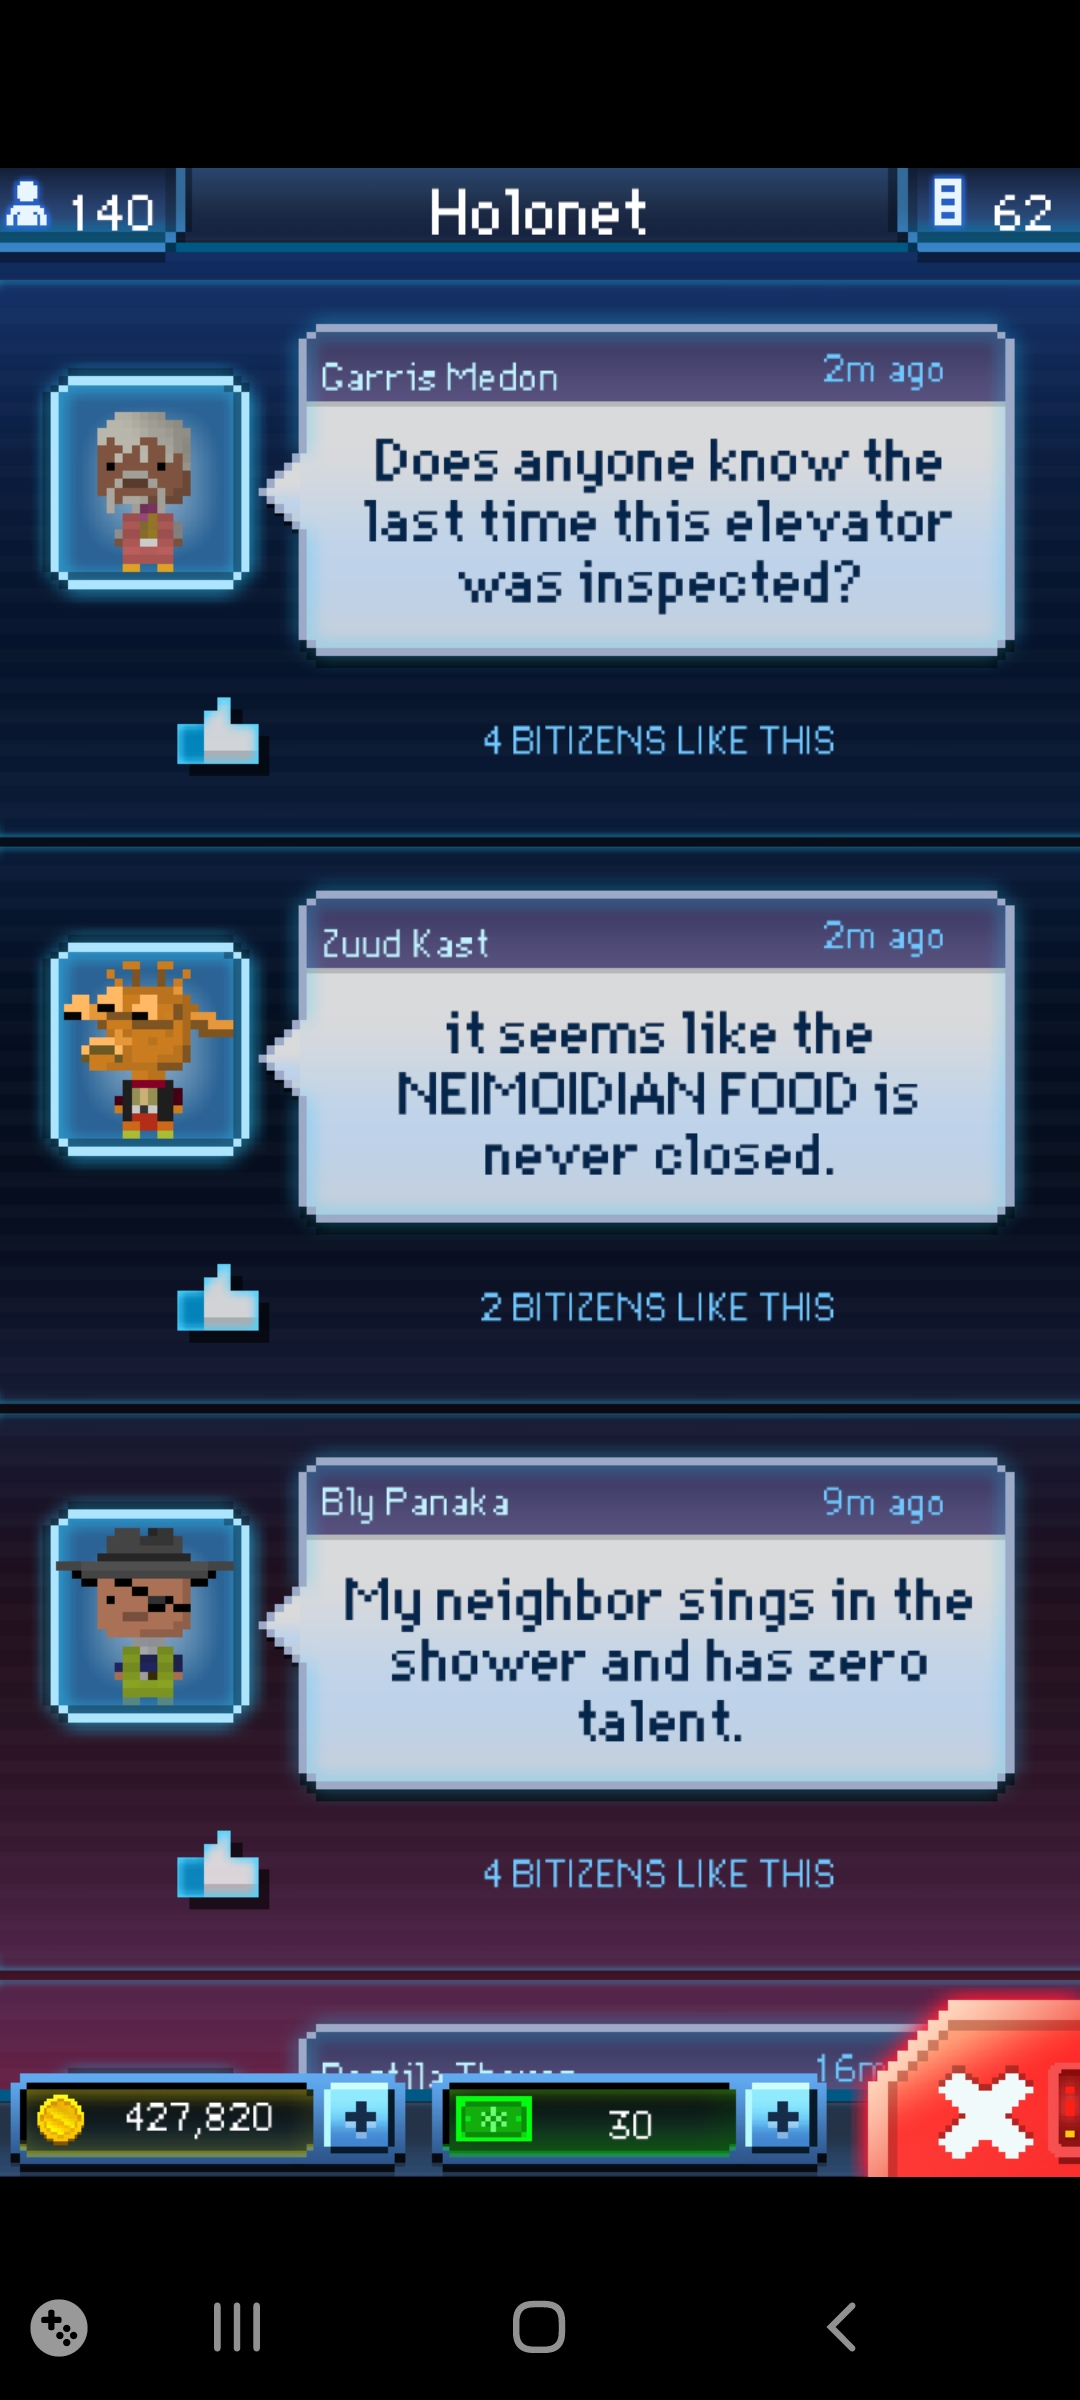 140
Holonet
62
Garris Medon
2m ago
Does anyone know the
last time this elevator
was inspected?
4 BITIZENS LIKE THIS
Zuud Kast
2m ago
it seems like the
NEIMOIDIAN FOOD is
never closed.
2 BITIZENS LIKE THIS
Bly Panaka
9m ago
My neighbor sings in the
shower and has zero
talent.
4 BITIZENS LIKE THIS
427,820
30